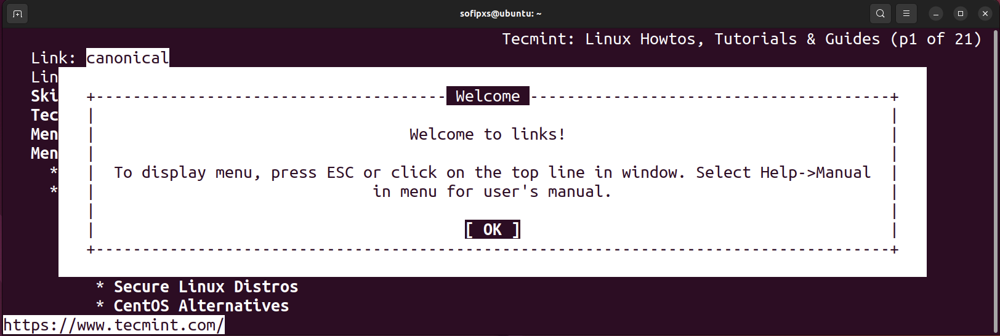 sofipxs@ubuntu: ~
Tecmint: Linux Howtos, Tutorials & Guides (p1 of 21)
Link: canonical
Lin
Ski
Welcome
Tec
Men
Welcome to links!
Men
* To display menu, press ESC or click on the top line in window. Select Help->Manual
* in menu for user's manual.
[ OK ]
* Secure Linux Distros
* CentOS Alternatives
https://www.tecmint.com/